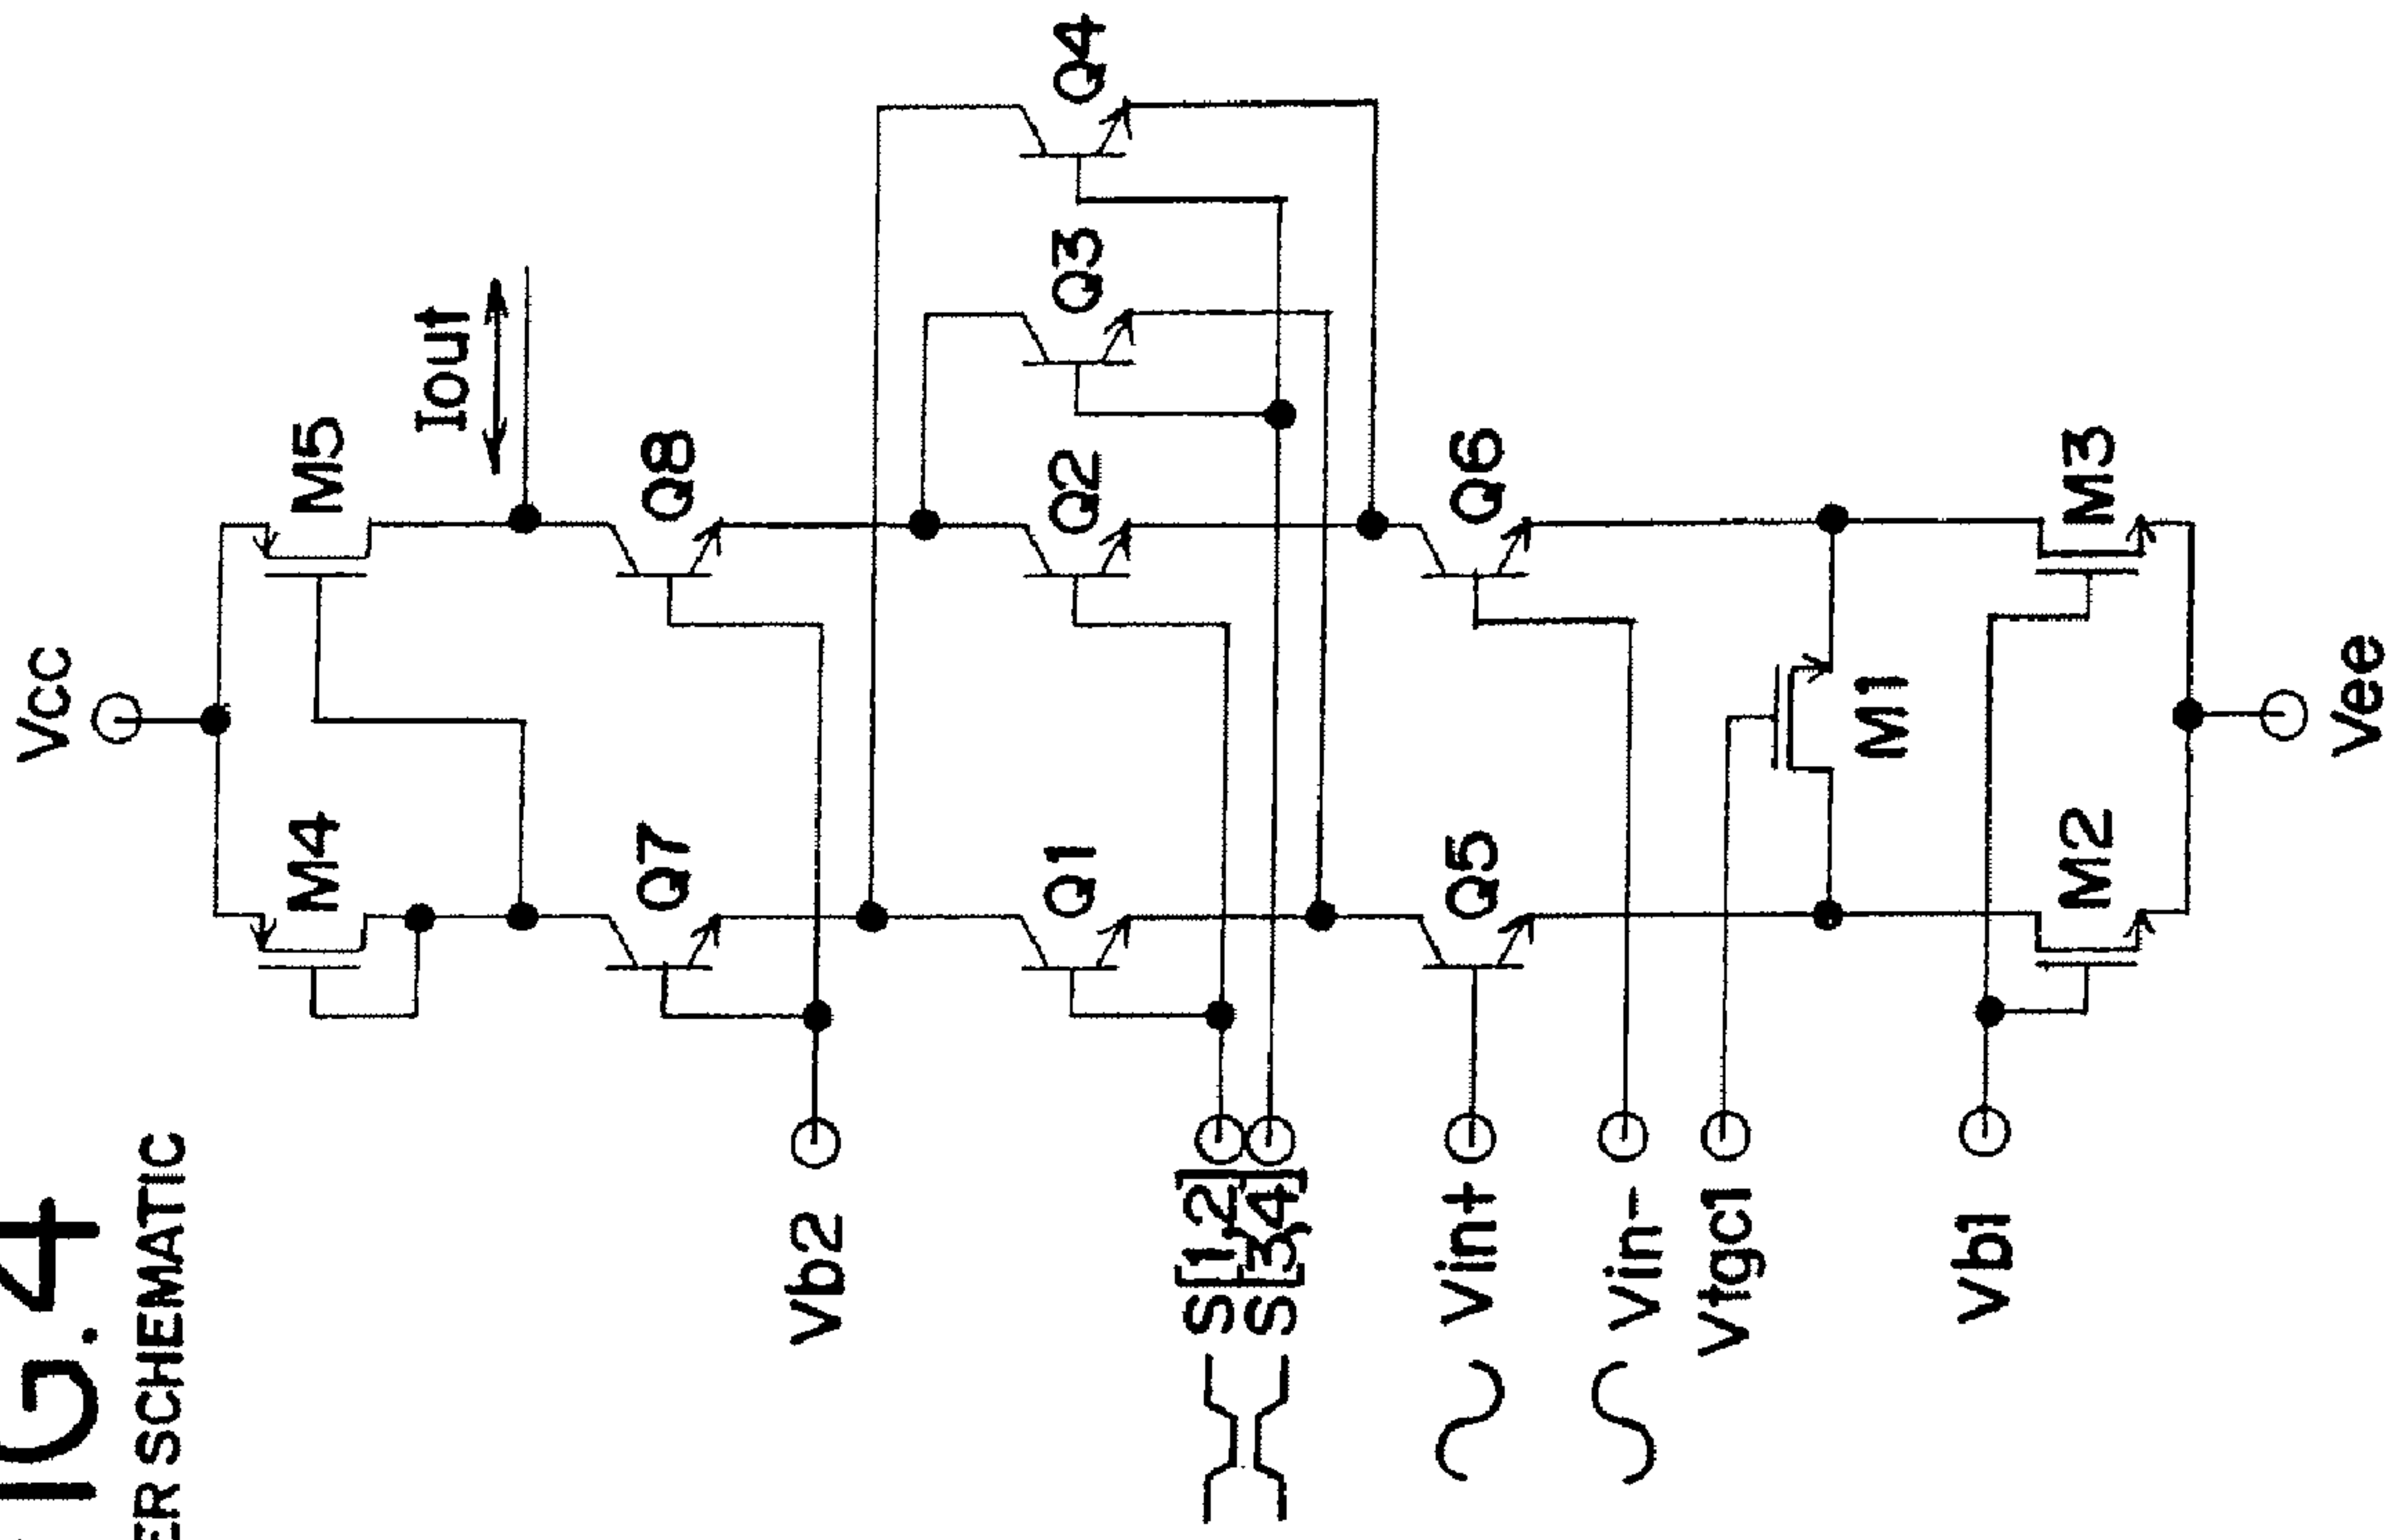 G.4
ER SCHEMATIC
Vcc
M4
M5
Iout
Q7
Q8
Vb2
Q1
Q2
Q3
Q4
S[1,2]
S[3,4]
Vin+
Q5
Q6
Vin-
Vtgc1
M1
Vb1
M2
M3
Vee